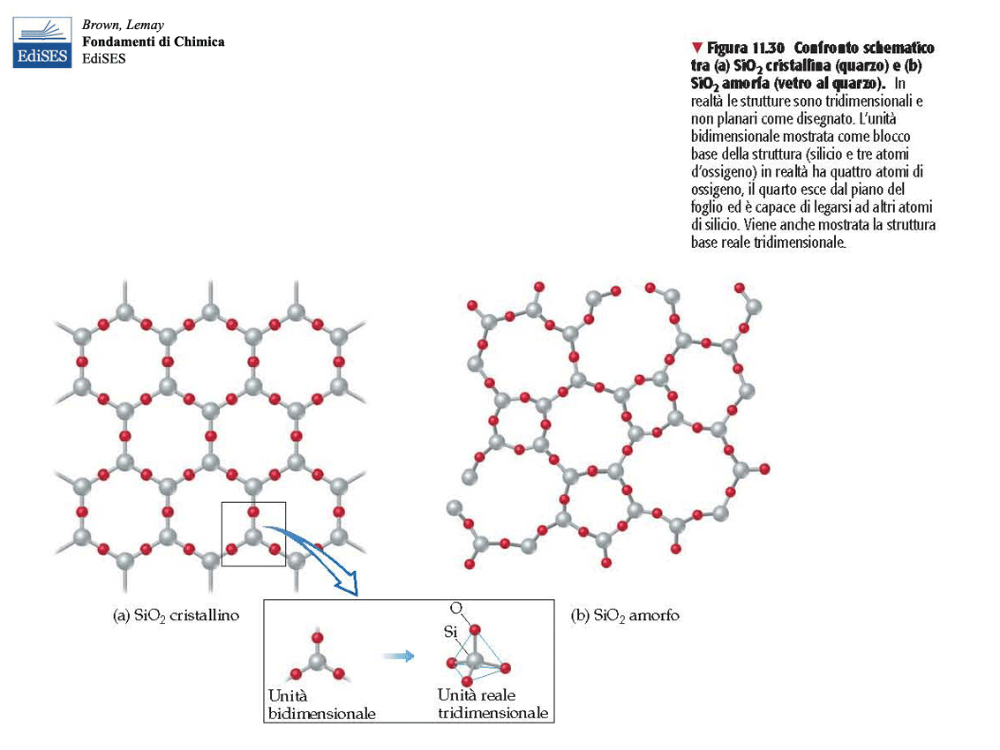 Brown, Lemay
Fondamenti di Chimica
EdiSES
EdiSES
▼ Figura 11.30 Confronto schematico
tra (a) SiO₂ cristallina (quarzo) e (b)
SiO₂ amorfa (vetro al quarzo). In
realtà le strutture sono tridimensionali e
non planari come disegnato. L'unità
bidimensionale mostrata come blocco
base della struttura (silicio e tre atomi
d'ossigeno) in realtà ha quattro atomi di
ossigeno, il quarto esce dal piano del
foglio ed è capace di legarsi ad altri atomi
di silicio. Viene anche mostrata la struttura
base reale tridimensionale.
(a) SiO₂ cristallino
(b) SiO₂ amorfo
O
Si
Unità
bidimensionale
Unità reale
tridimensionale